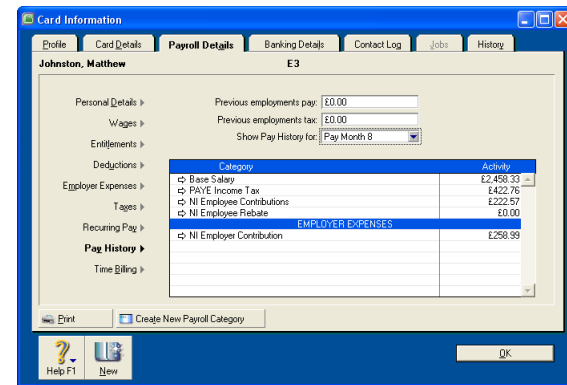 Card Information
Profile Card Details Payroll Details Banking Details Contact Log Jobs History
Johnston, Matthew E3
Personal Details
Wages
Entitlements
Deductions
Employer Expenses
Taxes
Recurring Pay
Pay History
Time Billing
Previous employments pay: £0.00
Previous employments tax: £0.00
Show Pay History for: Pay Month 8
Category Activity
Base Salary £2,458.33
PAYE Income Tax £422.76
NI Employee Contributions £222.57
NI Employee Rebate £0.00
EMPLOYER EXPENSES
NI Employer Contribution £258.99
Print Create New Payroll Category
Help F1 New OK